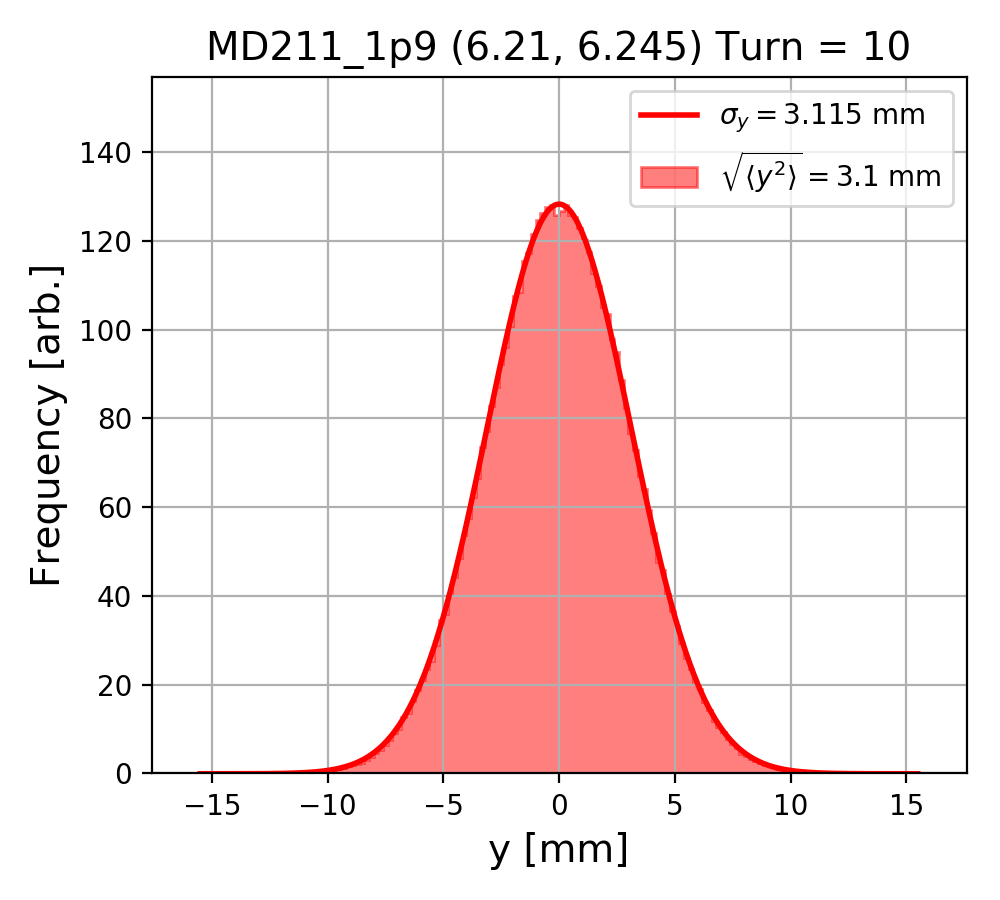 MD211_1p9 (6.21, 6.245) Turn = 10
σy = 3.115 mm
√⟨y²⟩ = 3.1 mm
Frequency [arb.]
140
120
100
80
60
40
20
0
−15 −10 −5 0 5 10 15
y [mm]